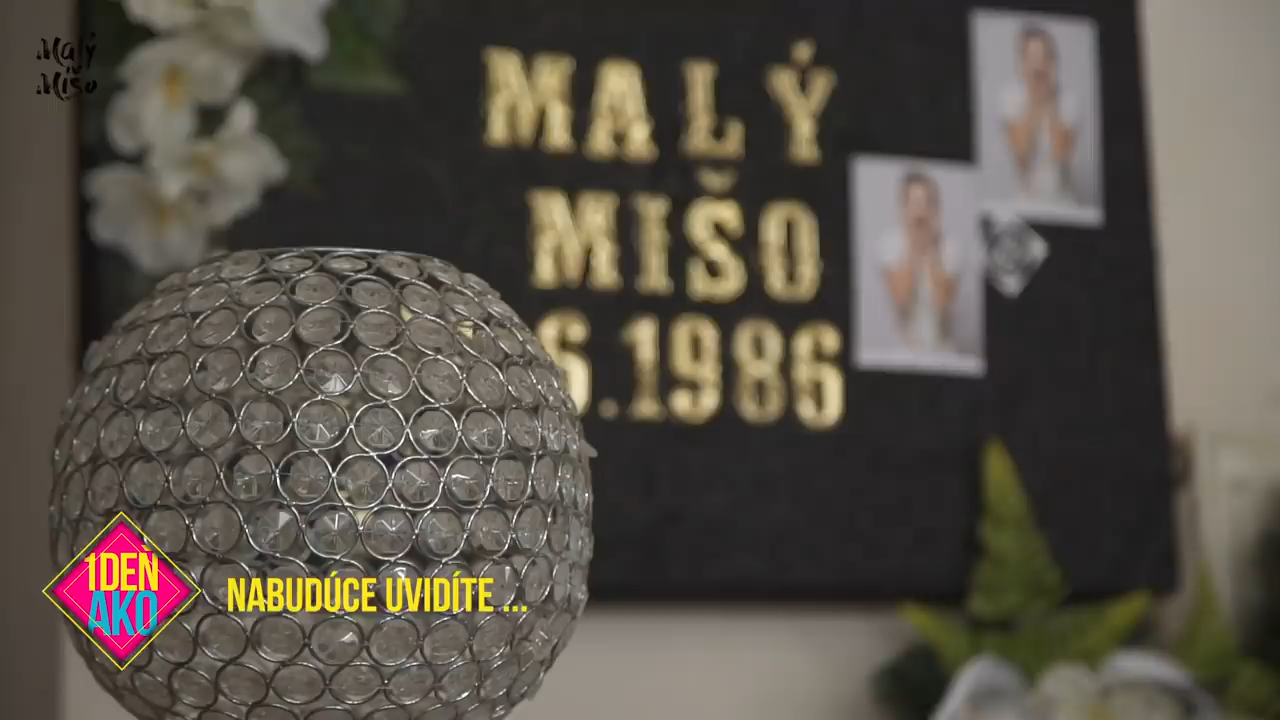 Malý
Mišo
MALÝ
MIŠO
6.1986
1DEŇ
AKO
NABUDÚCE UVIDÍTE ...